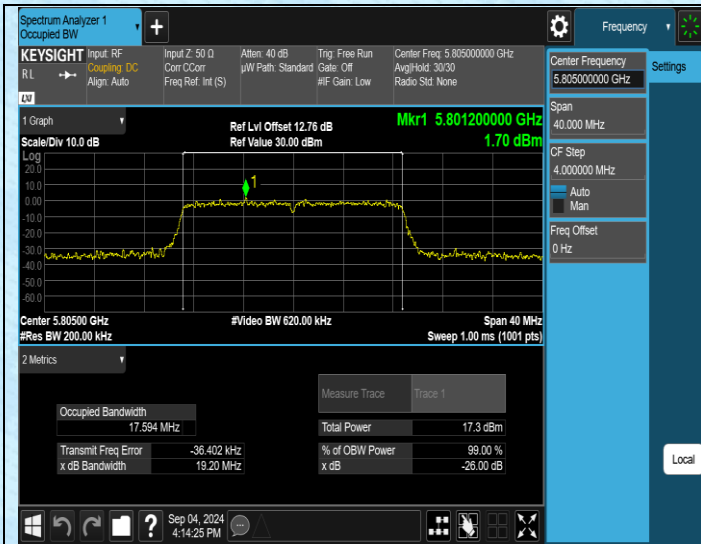 Spectrum Analyzer 1
Occupied BW
Frequency
KEYSIGHT
RL
LXI
Input: RF
Coupling: DC
Align: Auto
Input Z: 50 Ω
Corr CCorr
Freq Ref: Int (S)
Atten: 40 dB
µW Path: Standard
Trig: Free Run
Gate: Off
#IF Gain: Low
Center Freq: 5.805000000 GHz
Avg|Hold: 30/30
Radio Std: None
1 Graph
Scale/Div 10.0 dB
Ref Lvl Offset 12.76 dB
Ref Value 30.00 dBm
Mkr1 5.801200000 GHz
1.70 dBm
Log
20.0
10.0
0.00
-10.0
-20.0
-30.0
-40.0
-50.0
-60.0
1
Center 5.80500 GHz
#Res BW 200.00 kHz
#Video BW 620.00 kHz
Span 40 MHz
Sweep 1.00 ms (1001 pts)
2 Metrics
Measure Trace
Trace 1
Occupied Bandwidth
17.594 MHz
Total Power
17.3 dBm
Transmit Freq Error
-36.402 kHz
% of OBW Power
99.00 %
x dB Bandwidth
19.20 MHz
x dB
-26.00 dB
Center Frequency
5.805000000 GHz
Span
40.000 MHz
CF Step
4.000000 MHz
Auto
Man
Freq Offset
0 Hz
Settings
Local
?
Sep 04, 2024
4:14:25 PM